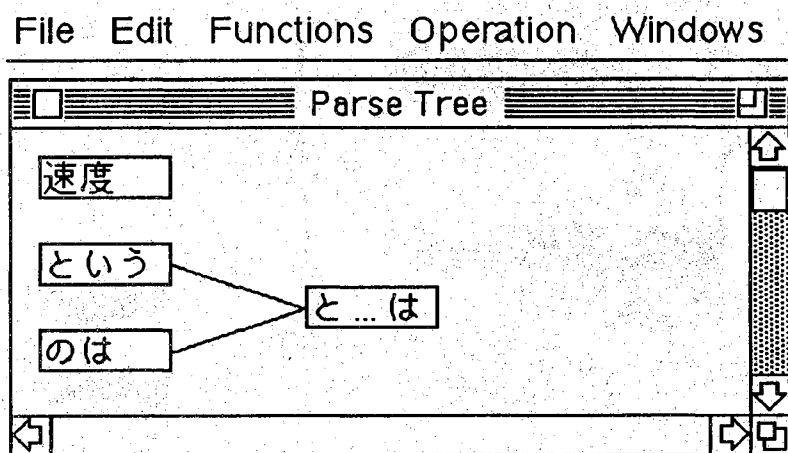 File Edit Functions Operation Windows
Parse Tree
速度
という
と...は
のは